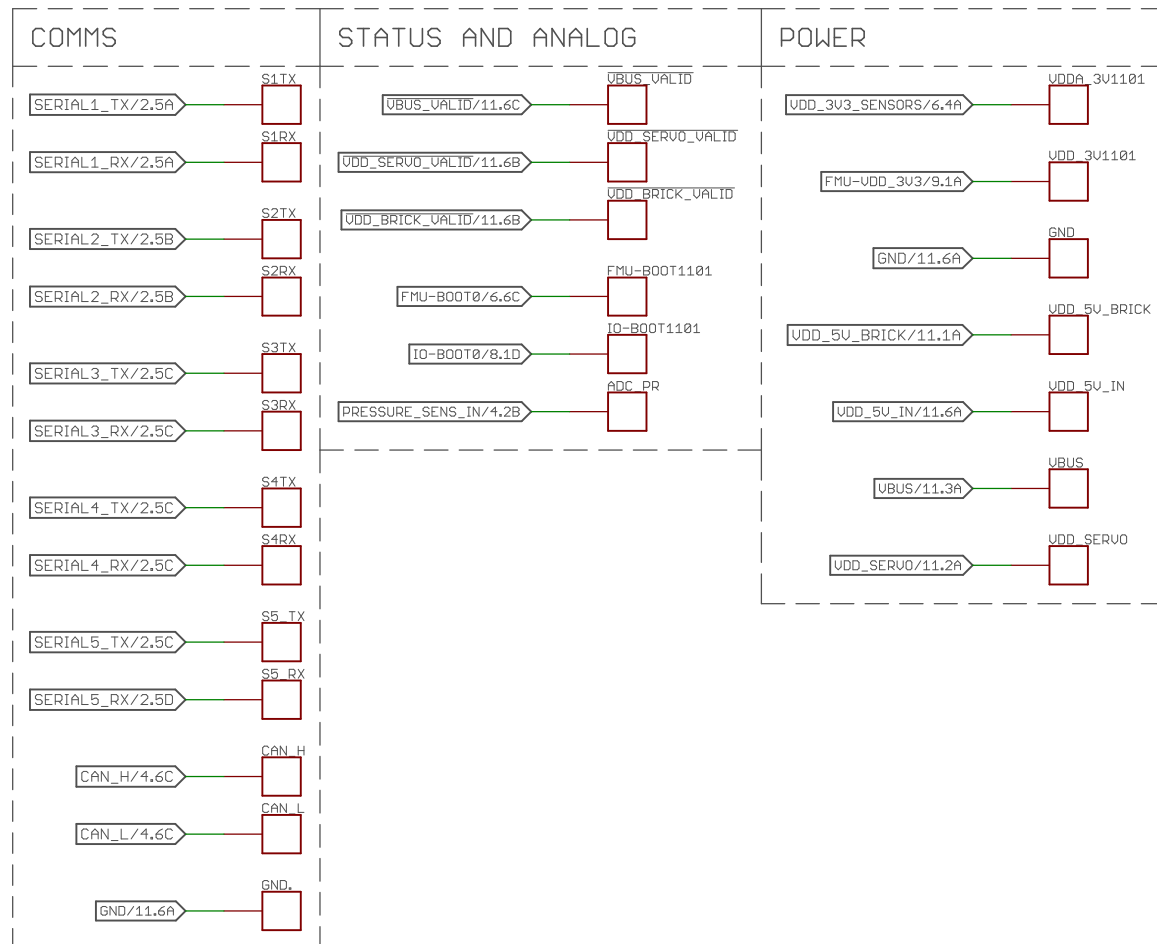 COMMS
S1TX
SERIAL1_TX/2.5A
S1RX
SERIAL1_RX/2.5A
S2TX
SERIAL2_TX/2.5B
S2RX
SERIAL2_RX/2.5B
S3TX
SERIAL3_TX/2.5C
S3RX
SERIAL3_RX/2.5C
S4TX
SERIAL4_TX/2.5C
S4RX
SERIAL4_RX/2.5C
S5_TX
SERIAL5_TX/2.5C
S5_RX
SERIAL5_RX/2.5D
CAN_H
CAN_H/4.6C
CAN_L
CAN_L/4.6C
GND.
GND/11.6A
STATUS AND ANALOG
VBUS_VALID
VBUS_VALID/11.6C
VDD_SERVO_VALID
VDD_SERVO_VALID/11.6B
VDD_BRICK_VALID
VDD_BRICK_VALID/11.6B
FMU-BOOT1101
FMU-BOOT0/6.6C
IO-BOOT1101
IO-BOOT0/8.1D
ADC_PR
PRESSURE_SENS_IN/4.2B
POWER
VDDA_3V1101
VDD_3V3_SENSORS/6.4A
VDD_3V1101
FMU-VDD_3V3/9.1A
GND
GND/11.6A
VDD_5V_BRICK
VDD_5V_BRICK/11.1A
VDD_5V_IN
VDD_5V_IN/11.6A
VBUS
VBUS/11.3A
VDD_SERVO
VDD_SERVO/11.2A